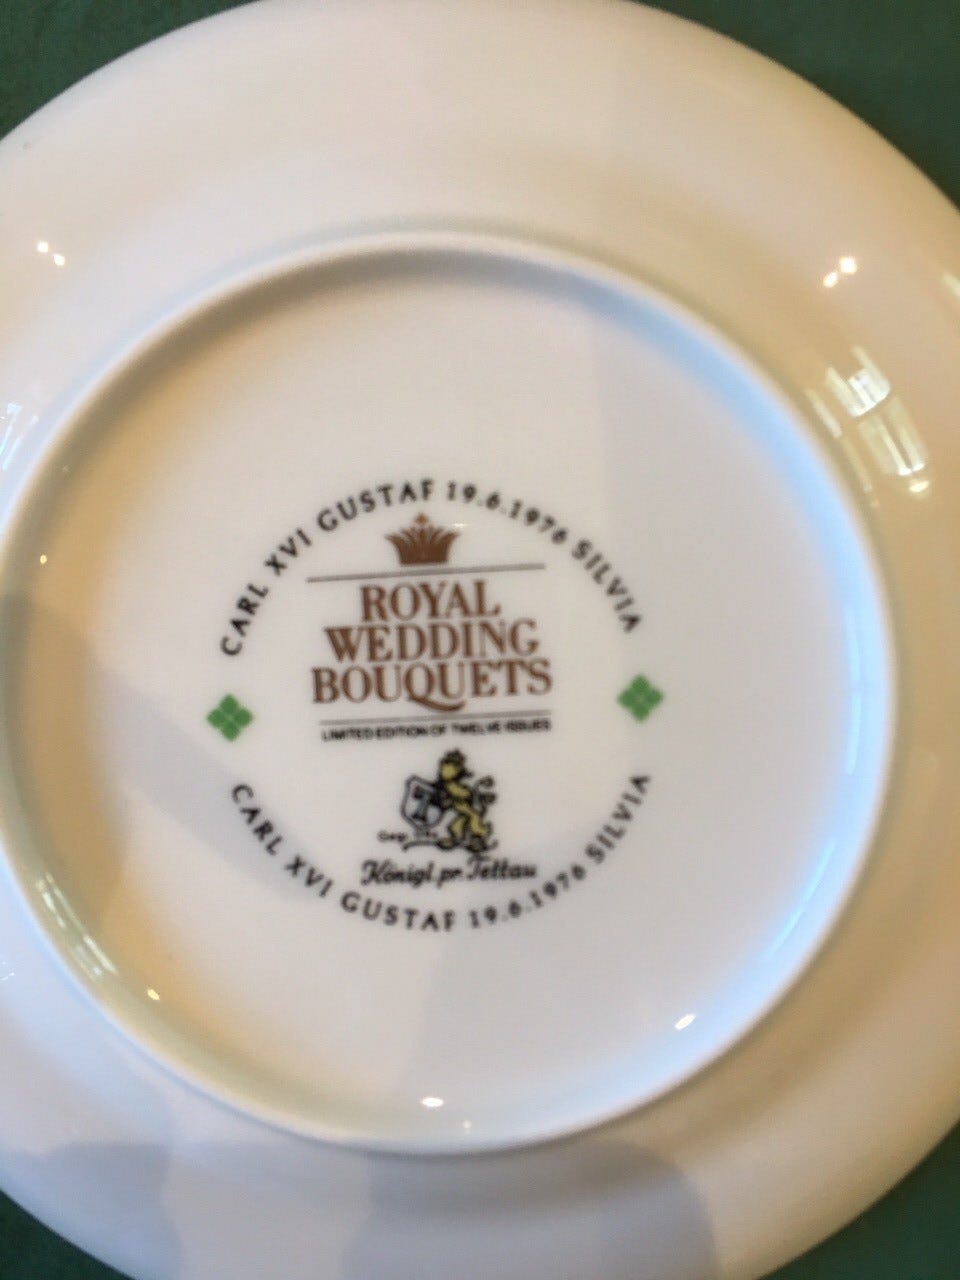 CARL XVI GUSTAF 19.6.1976 SILVIA
ROYAL
WEDDING
BOUQUETS
LIMITED EDITION OF TWELVE ISSUES
Königl. pr. Tettau
CARL XVI GUSTAF 19.6.1976 SILVIA